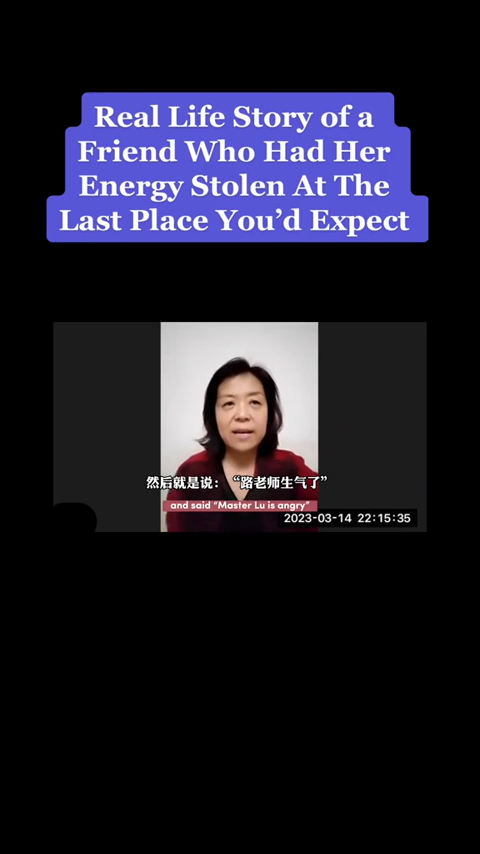 Real Life Story of a
Friend Who Had Her
Energy Stolen At The
Last Place You’d Expect
然后就是说：“路老师生气了”
and said “Master Lu is angry”
2023-03-14 22:15:35